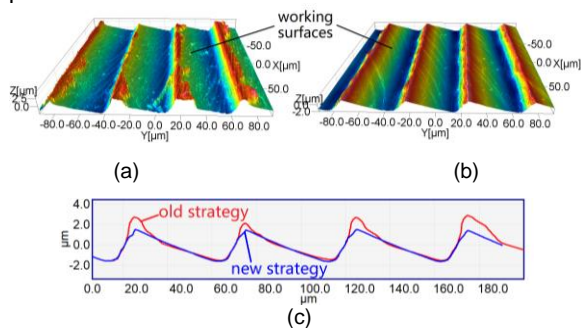 working
surfaces
Z[μm]
2.5
0.0
-50.0
0.0
X[μm]
50.0
-80.0 -60.0 -40.0 -20.0 0.0 20.0 40.0 60.0 80.0
Y[μm]
Z[μm]
0.0
-2.0
-50.0
0.0
X[μm]
50.0
-80.0 -60.0 -40.0 -20.0 0.0 20.0 40.0 60.0 80.0
Y[μm]
(a)
(b)
4.0
2.0
0.0
-2.0
μm
old strategy
new strategy
0.0 20.0 40.0 60.0 80.0 100.0 120.0 140.0 160.0 180.0
μm
(c)